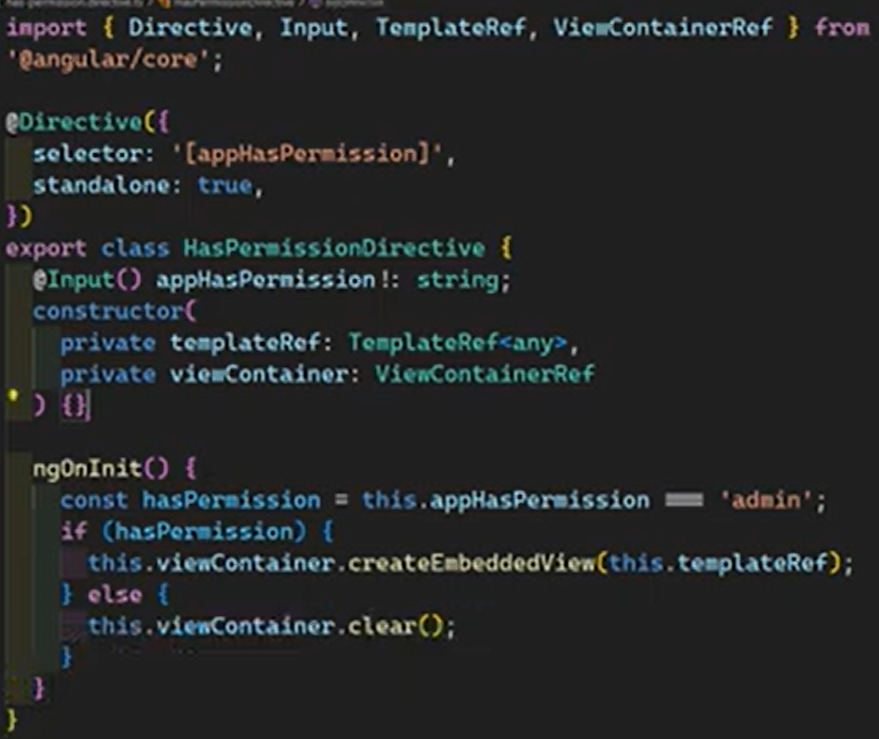 import { Directive, Input, TemplateRef, ViewContainerRef } from
'@angular/core';
@Directive({
selector: '[appHasPermission]',
standalone: true,
})
export class HasPermissionDirective {
@Input() appHasPermission!: string;
constructor(
private templateRef: TemplateRef<any>,
private viewContainer: ViewContainerRef
) {}
ngOnInit() {
const hasPermission = this.appHasPermission === 'admin';
if (hasPermission) {
this.viewContainer.createEmbeddedView(this.templateRef);
} else {
this.viewContainer.clear();
}
}
}